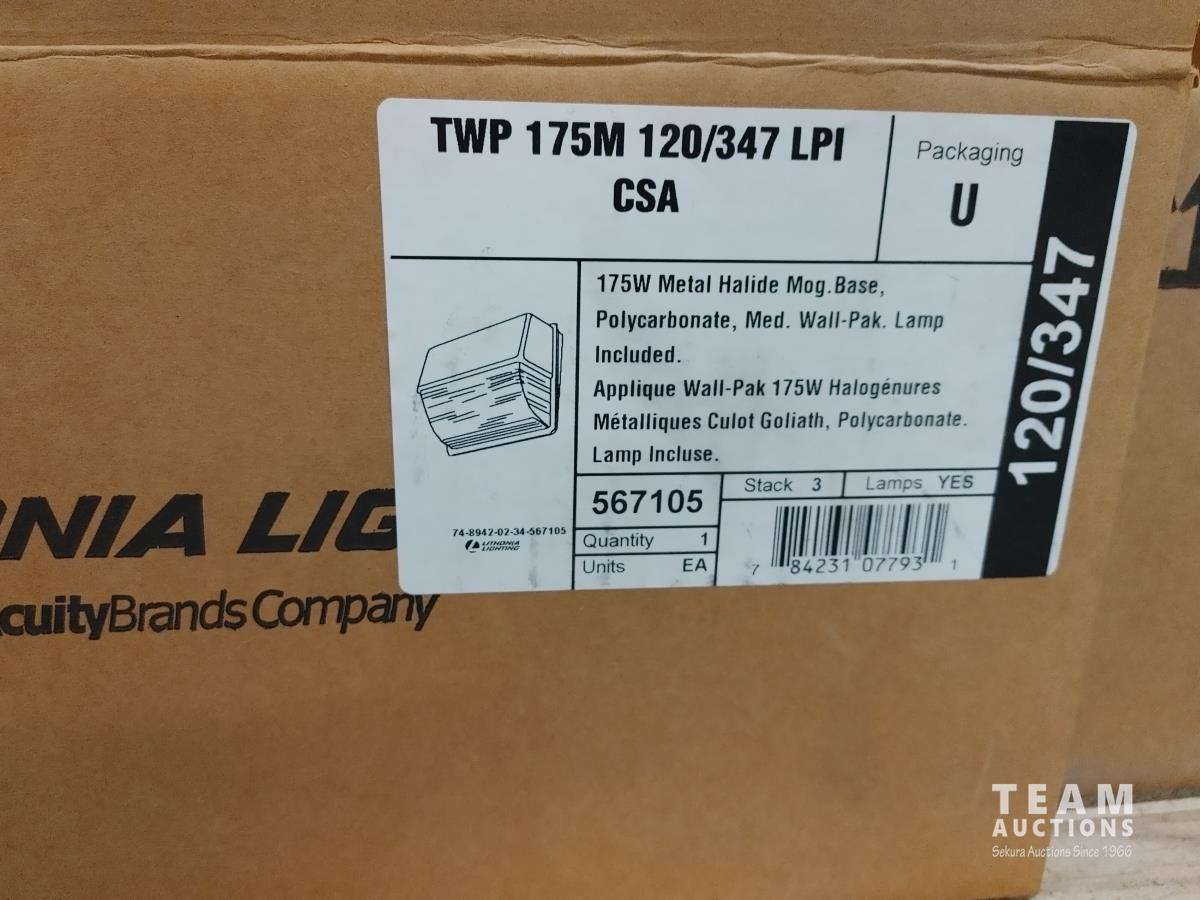 TWP 175M 120/347 LPI
CSA
Packaging
U
120/347
175W Metal Halide Mog.Base,
Polycarbonate, Med. Wall-Pak. Lamp
Included.
Applique Wall-Pak 175W Halogénures
Métalliques Culot Goliath, Polycarbonate.
Lamp Incluse.
74-8942-02-34-567105
LITHONIA
LIGHTING
567105
Stack 3
Lamps YES
Quantity 1
Units EA
7 84231 07793 1
NIA LIG
cuityBrands Company
TEAM
AUCTIONS
Sekura Auctions Since 1966